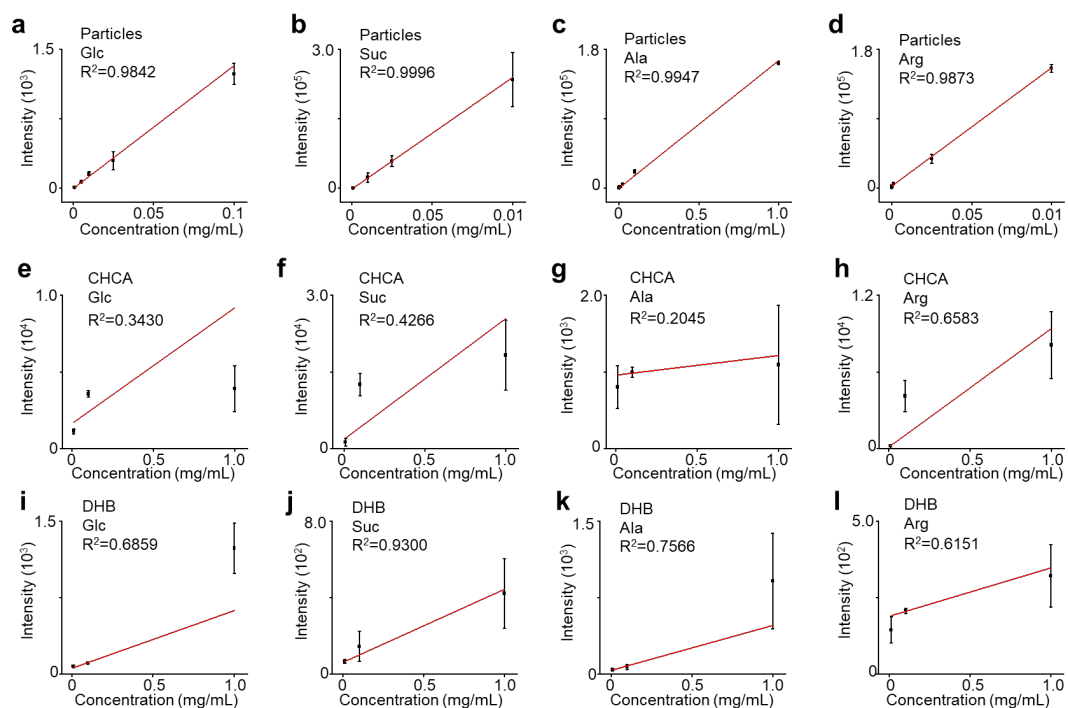 a
Particles
Glc
R²=0.9842
Intensity (10³)
1.5
0
0
0.05
0.1
Concentration (mg/mL)
b
Particles
Suc
R²=0.9996
Intensity (10⁵)
3.0
0
0
0.005
0.01
Concentration (mg/mL)
c
Particles
Ala
R²=0.9947
Intensity (10⁵)
1.8
0
0
0.5
1.0
Concentration (mg/mL)
d
Particles
Arg
R²=0.9873
Intensity (10⁵)
1.8
0
0
0.005
0.01
Concentration (mg/mL)
e
CHCA
Glc
R²=0.3430
Intensity (10⁴)
1.0
0
0
0.5
1.0
Concentration (mg/mL)
f
CHCA
Suc
R²=0.4266
Intensity (10⁴)
3.0
0
0
0.5
1.0
Concentration (mg/mL)
g
CHCA
Ala
R²=0.2045
Intensity (10³)
2.0
0
0
0.5
1.0
Concentration (mg/mL)
h
CHCA
Arg
R²=0.6583
Intensity (10⁴)
1.2
0
0
0.5
1.0
Concentration (mg/mL)
i
DHB
Glc
R²=0.6859
Intensity (10³)
1.5
0
0
0.5
1.0
Concentration (mg/mL)
j
DHB
Suc
R²=0.9300
Intensity (10²)
8.0
0
0
0.5
1.0
Concentration (mg/mL)
k
DHB
Ala
R²=0.7566
Intensity (10³)
1.5
0
0
0.5
1.0
Concentration (mg/mL)
l
DHB
Arg
R²=0.6151
Intensity (10²)
5.0
0
0
0.5
1.0
Concentration (mg/mL)